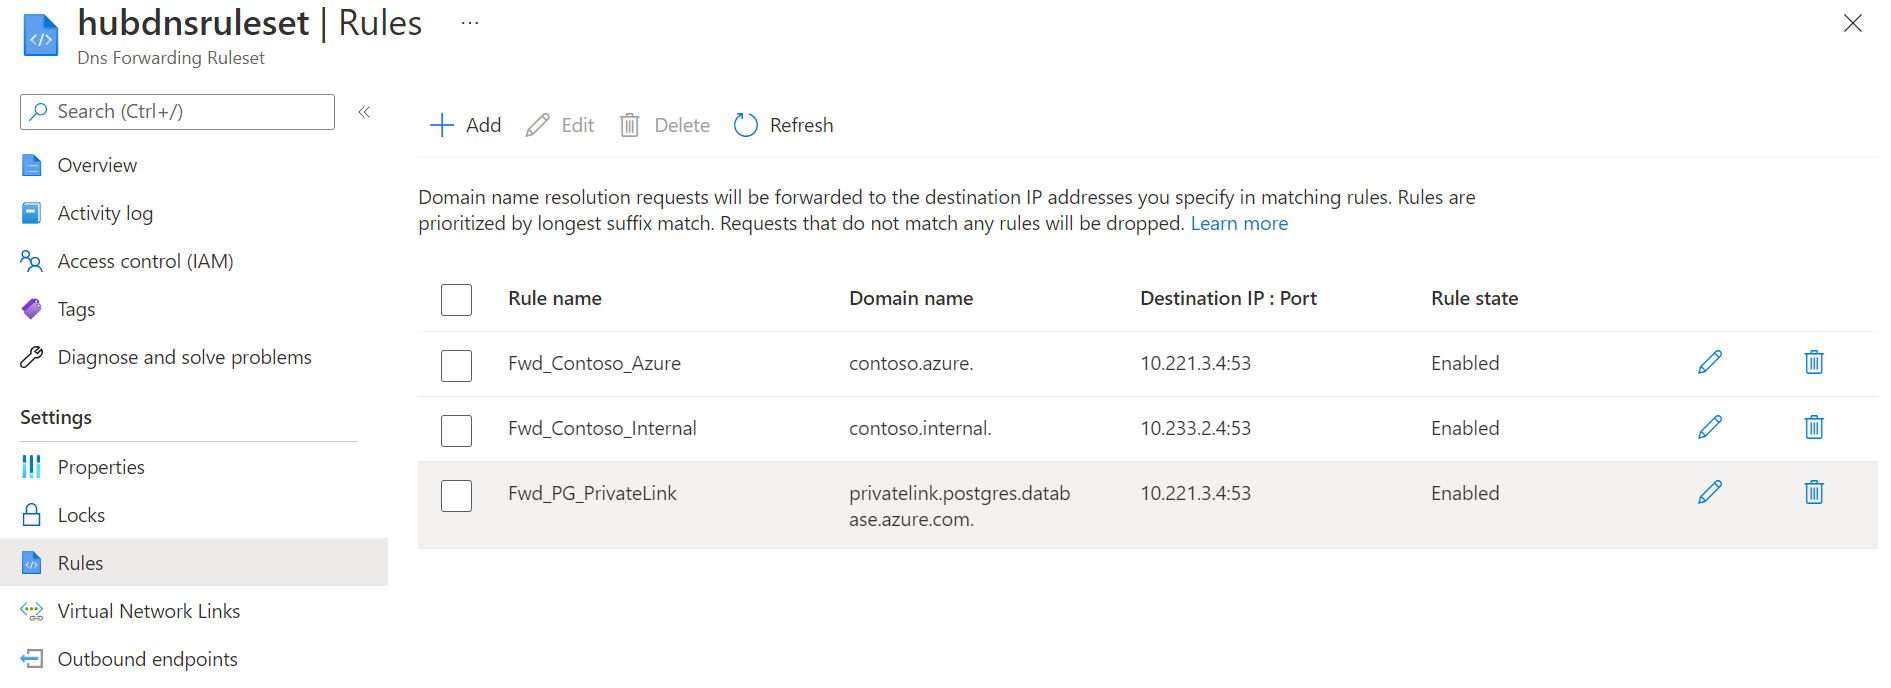 hubdnsruleset | Rules ...
Dns Forwarding Ruleset
Search (Ctrl+/)
Overview
Activity log
Access control (IAM)
Tags
Diagnose and solve problems
Settings
Properties
Locks
Rules
Virtual Network Links
Outbound endpoints
Add Edit Delete Refresh
Domain name resolution requests will be forwarded to the destination IP addresses you specify in matching rules. Rules are
prioritized by longest suffix match. Requests that do not match any rules will be dropped. Learn more
Rule name Domain name Destination IP : Port Rule state
Fwd_Contoso_Azure contoso.azure. 10.221.3.4:53 Enabled
Fwd_Contoso_Internal contoso.internal. 10.233.2.4:53 Enabled
Fwd_PG_PrivateLink privatelink.postgres.datab 10.221.3.4:53 Enabled
ase.azure.com.